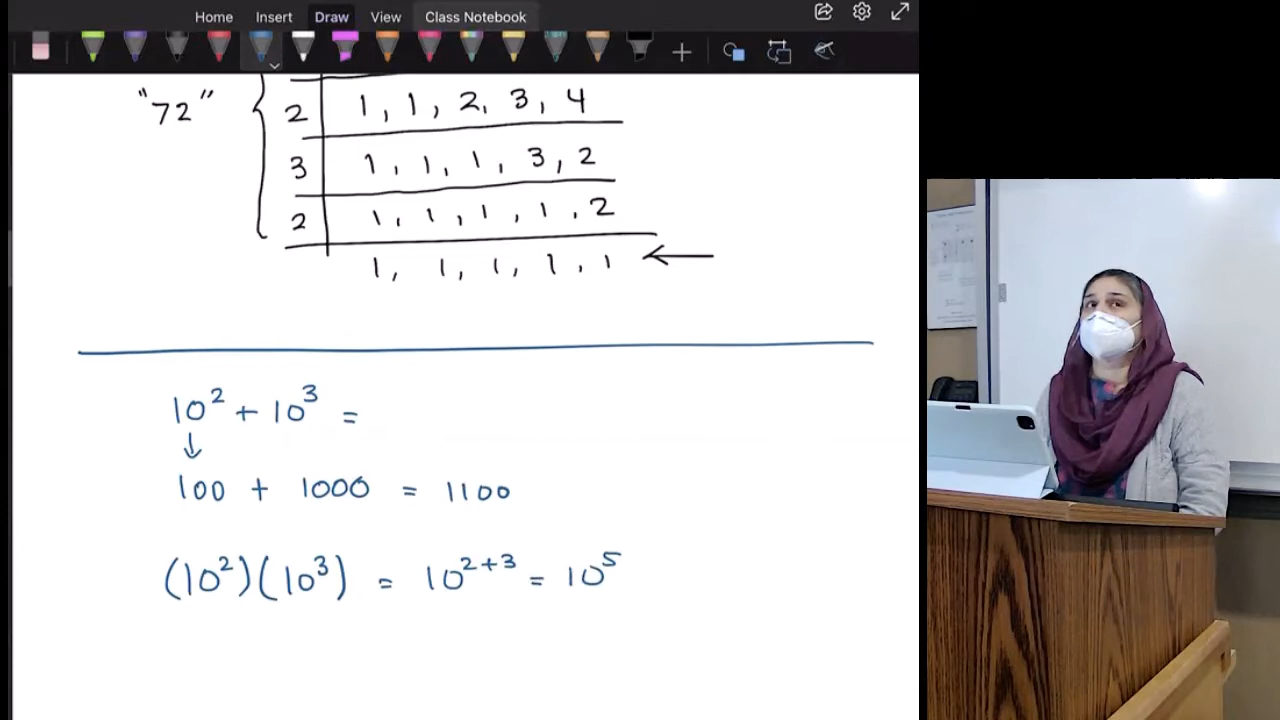 Home Insert Draw View Class Notebook
"72" 2 | 1, 1, 2, 3, 4
3 | 1, 1, 1, 3, 2
2 | 1, 1, 1, 1, 2
1, 1, 1, 1, 1 ←
10² + 10³ =
↓
100 + 1000 = 1100
(10²)(10³) = 10²⁺³ = 10⁵